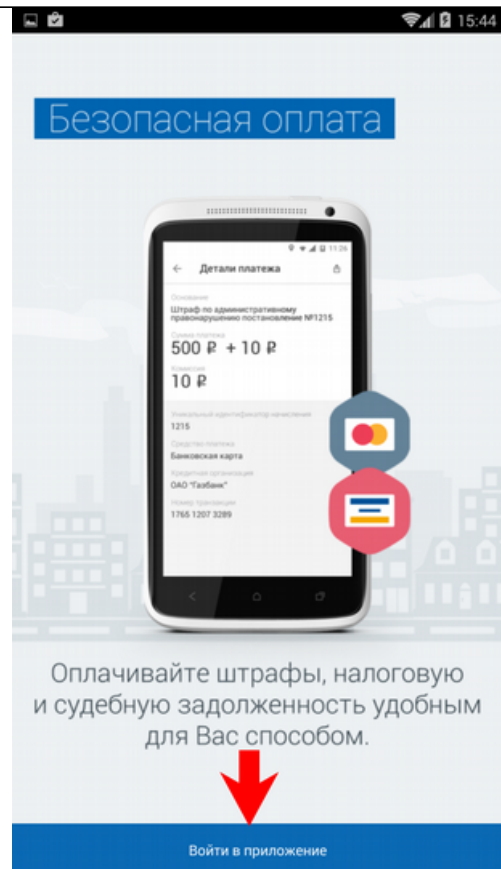 15:44
Безопасная оплата
11:26
Детали платежа
Основание
Штраф по административному
правонарушению постановление №1215
Сумма платежа
500 ₽ + 10 ₽
Комиссия
10 ₽
Уникальный идентификатор начисления
1215
Средство платежа
Банковская карта
Кредитная организация
ОАО "Газбанк"
Номер транзакции
1765 1207 3289
Оплачивайте штрафы, налоговую
и судебную задолженность удобным
для Вас способом.
Войти в приложение